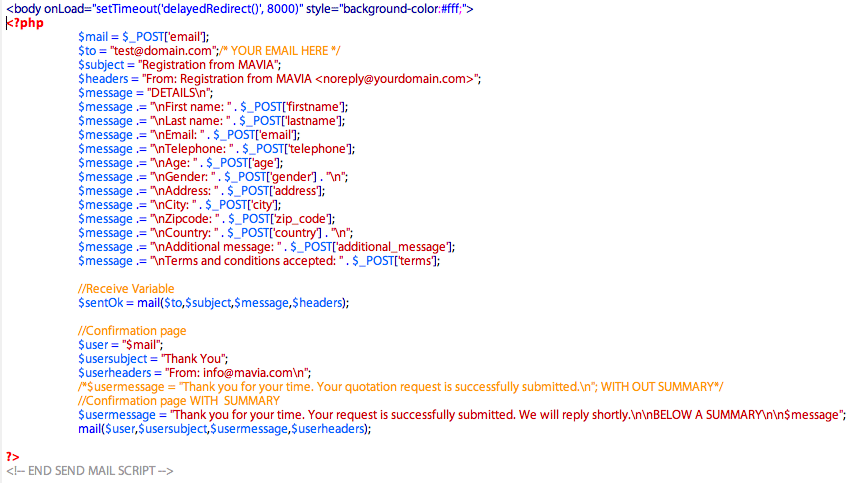 <body onLoad="setTimeout('delayedRedirect()', 8000)" style="background-color:#fff;">
<?php
$mail = $_POST['email'];
$to = "test@domain.com";/* YOUR EMAIL HERE */
$subject = "Registration from MAVIA";
$headers = "From: Registration from MAVIA <noreply@yourdomain.com>";
$message = "DETAILS\n";
$message .= "\nFirst name: " . $_POST['firstname'];
$message .= "\nLast name: " . $_POST['lastname'];
$message .= "\nEmail: " . $_POST['email'];
$message .= "\nTelephone: " . $_POST['telephone'];
$message .= "\nAge: " . $_POST['age'];
$message .= "\nGender: " . $_POST['gender'] . "\n";
$message .= "\nAddress: " . $_POST['address'];
$message .= "\nCity: " . $_POST['city'];
$message .= "\nZipcode: " . $_POST['zip_code'];
$message .= "\nCountry: " . $_POST['country'] . "\n";
$message .= "\nAdditional message: " . $_POST['additional_message'];
$message .= "\nTerms and conditions accepted: " . $_POST['terms'];
//Receive Variable
$sentOk = mail($to,$subject,$message,$headers);
//Confirmation page
$user = "$mail";
$usersubject = "Thank You";
$userheaders = "From: info@mavia.com\n";
/*$usermessage = "Thank you for your time. Your quotation request is successfully submitted.\n"; WITH OUT SUMMARY*/
//Confirmation page WITH  SUMMARY
$usermessage = "Thank you for your time. Your request is successfully submitted. We will reply shortly.\n\nBELOW A SUMMARY\n\n$message";
mail($user,$usersubject,$usermessage,$userheaders);
?>
<!-- END SEND MAIL SCRIPT -->